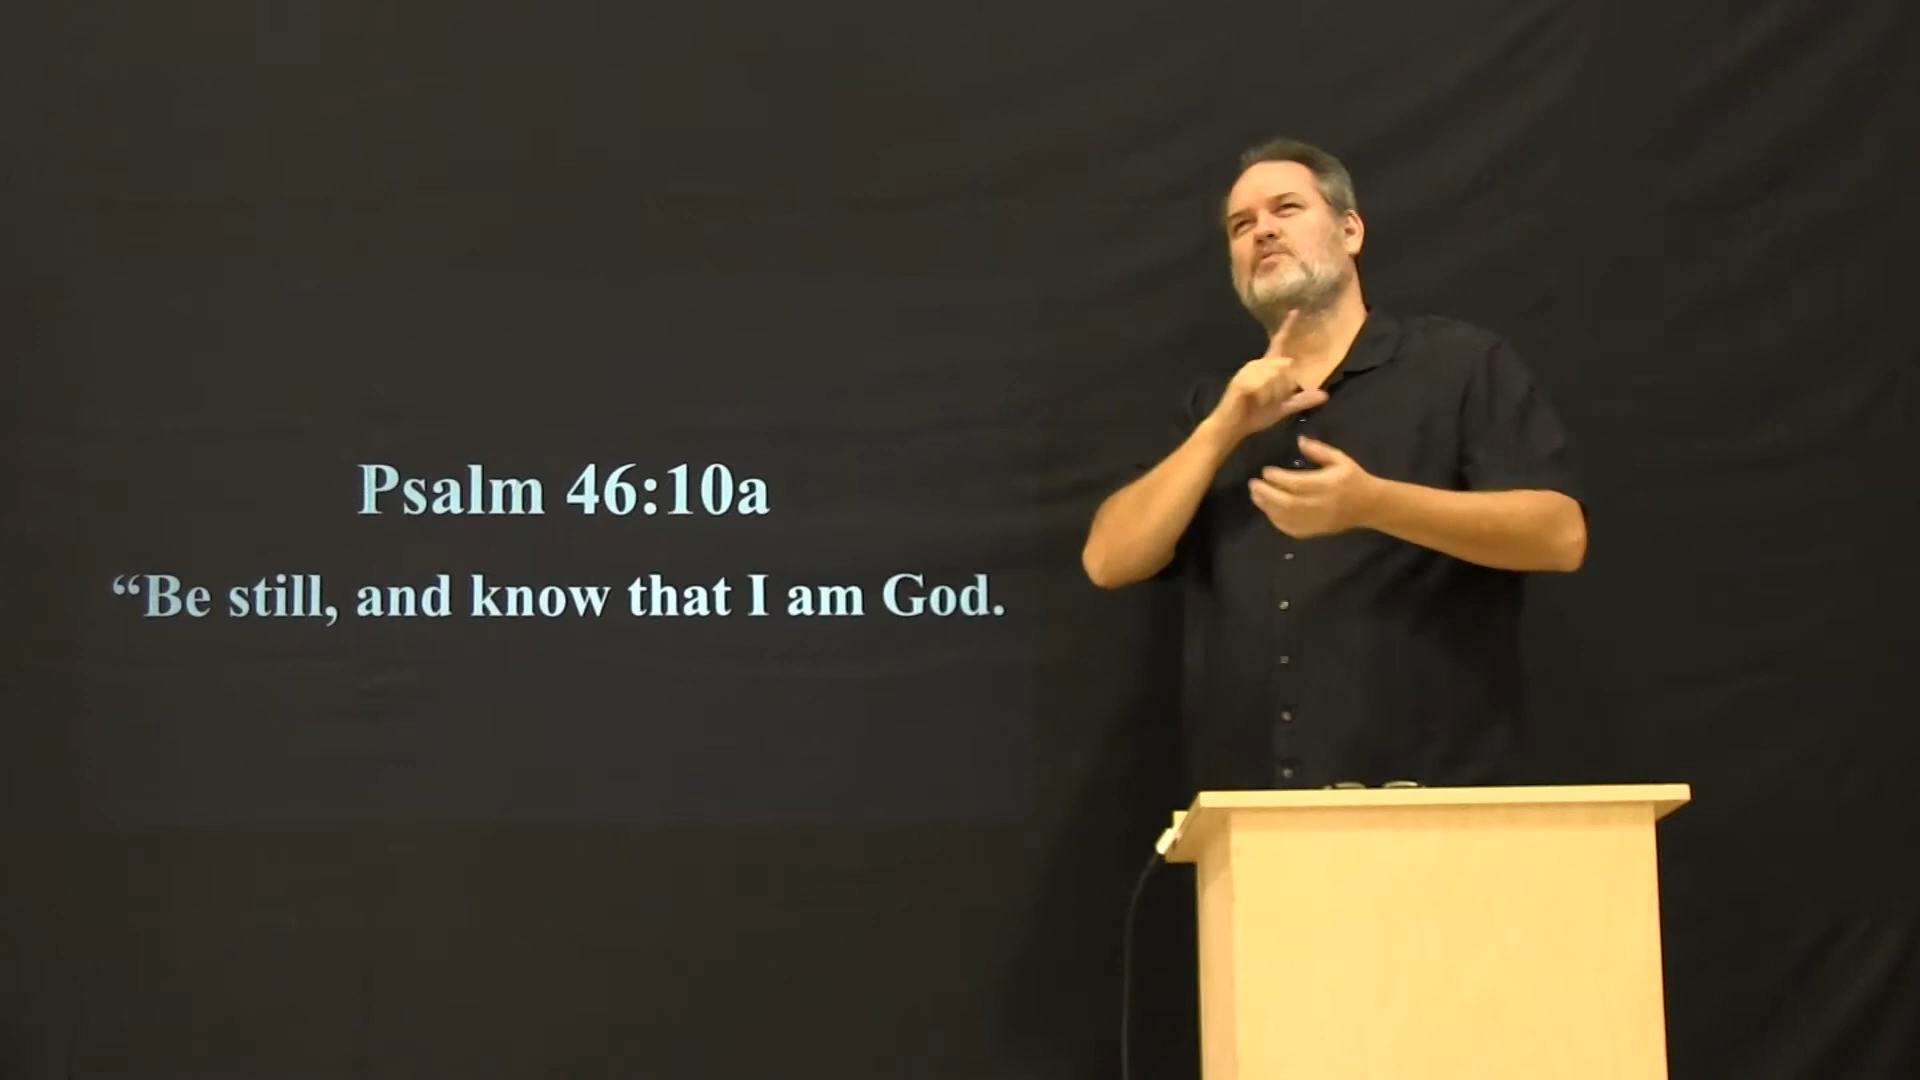 Psalm 46:10a
“Be still, and know that I am God.